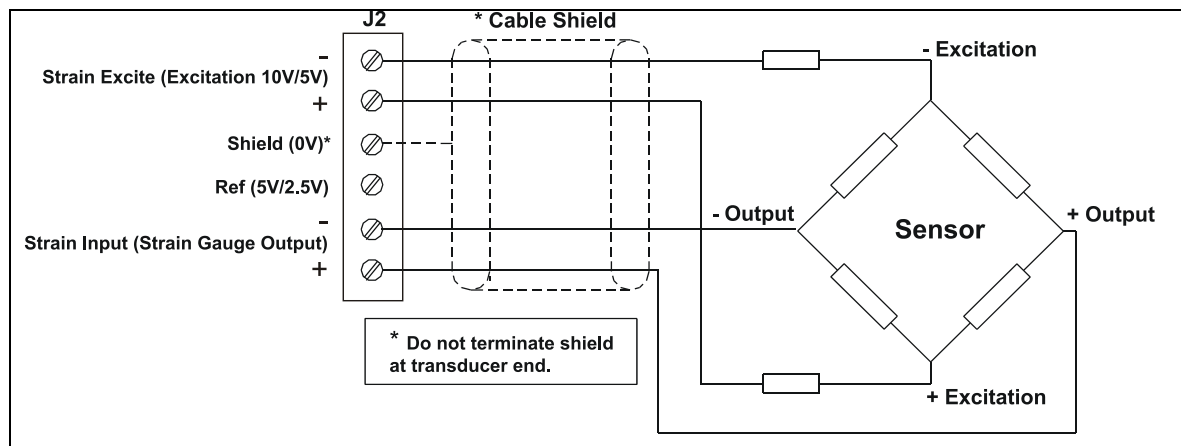 J2
* Cable Shield
- Excitation
-
Strain Excite (Excitation 10V/5V)
+
Shield (0V)*
Ref (5V/2.5V)
-
Strain Input (Strain Gauge Output)
+
- Output
Sensor
+ Output
* Do not terminate shield
at transducer end.
+ Excitation